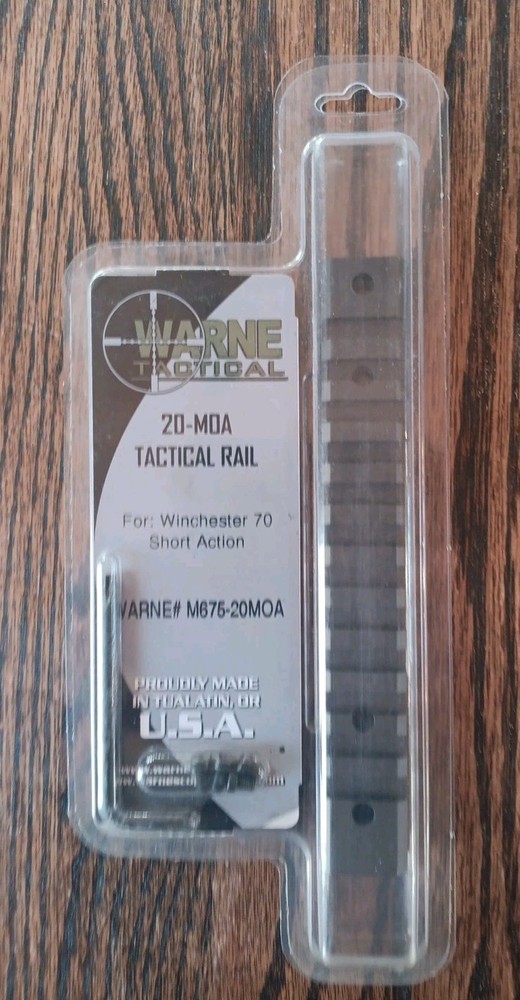 WARNE
TACTICAL
20-MOA
TACTICAL RAIL
For: Winchester 70
Short Action
WARNE# M675-20MOA
PROUDLY MADE
IN TUALATIN, OR
U.S.A.